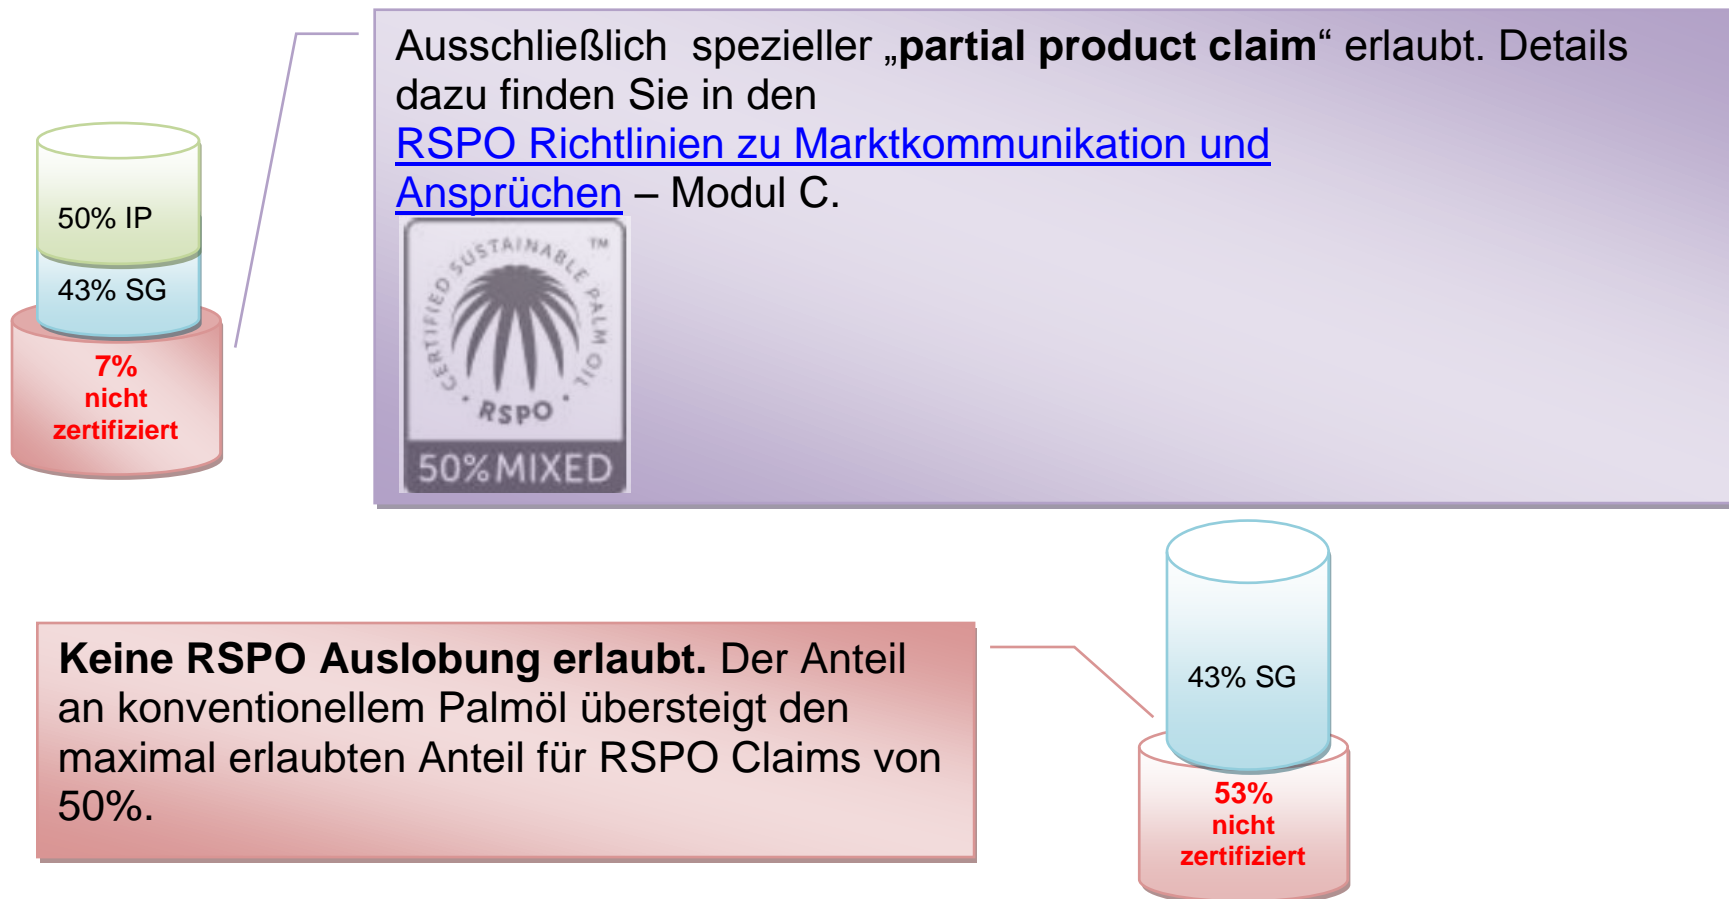 Ausschließlich  spezieller „partial product claim“ erlaubt. Details
dazu finden Sie in den
RSPO Richtlinien zu Marktkommunikation und
Ansprüchen – Modul C.
50% IP
43% SG
7%
nicht
zertifiziert
CERTIFIED SUSTAINABLE PALM OIL ™
RSPO
50% MIXED
Keine RSPO Auslobung erlaubt. Der Anteil
an konventionellem Palmöl übersteigt den
maximal erlaubten Anteil für RSPO Claims von
50%.
43% SG
53%
nicht
zertifiziert